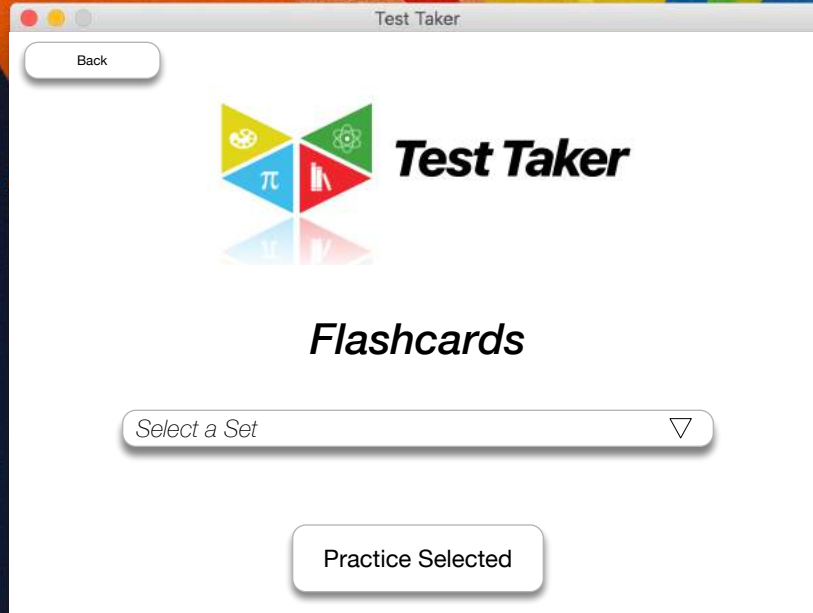 Test Taker
Back
π
Test Taker
Flashcards
Select a Set
Practice Selected